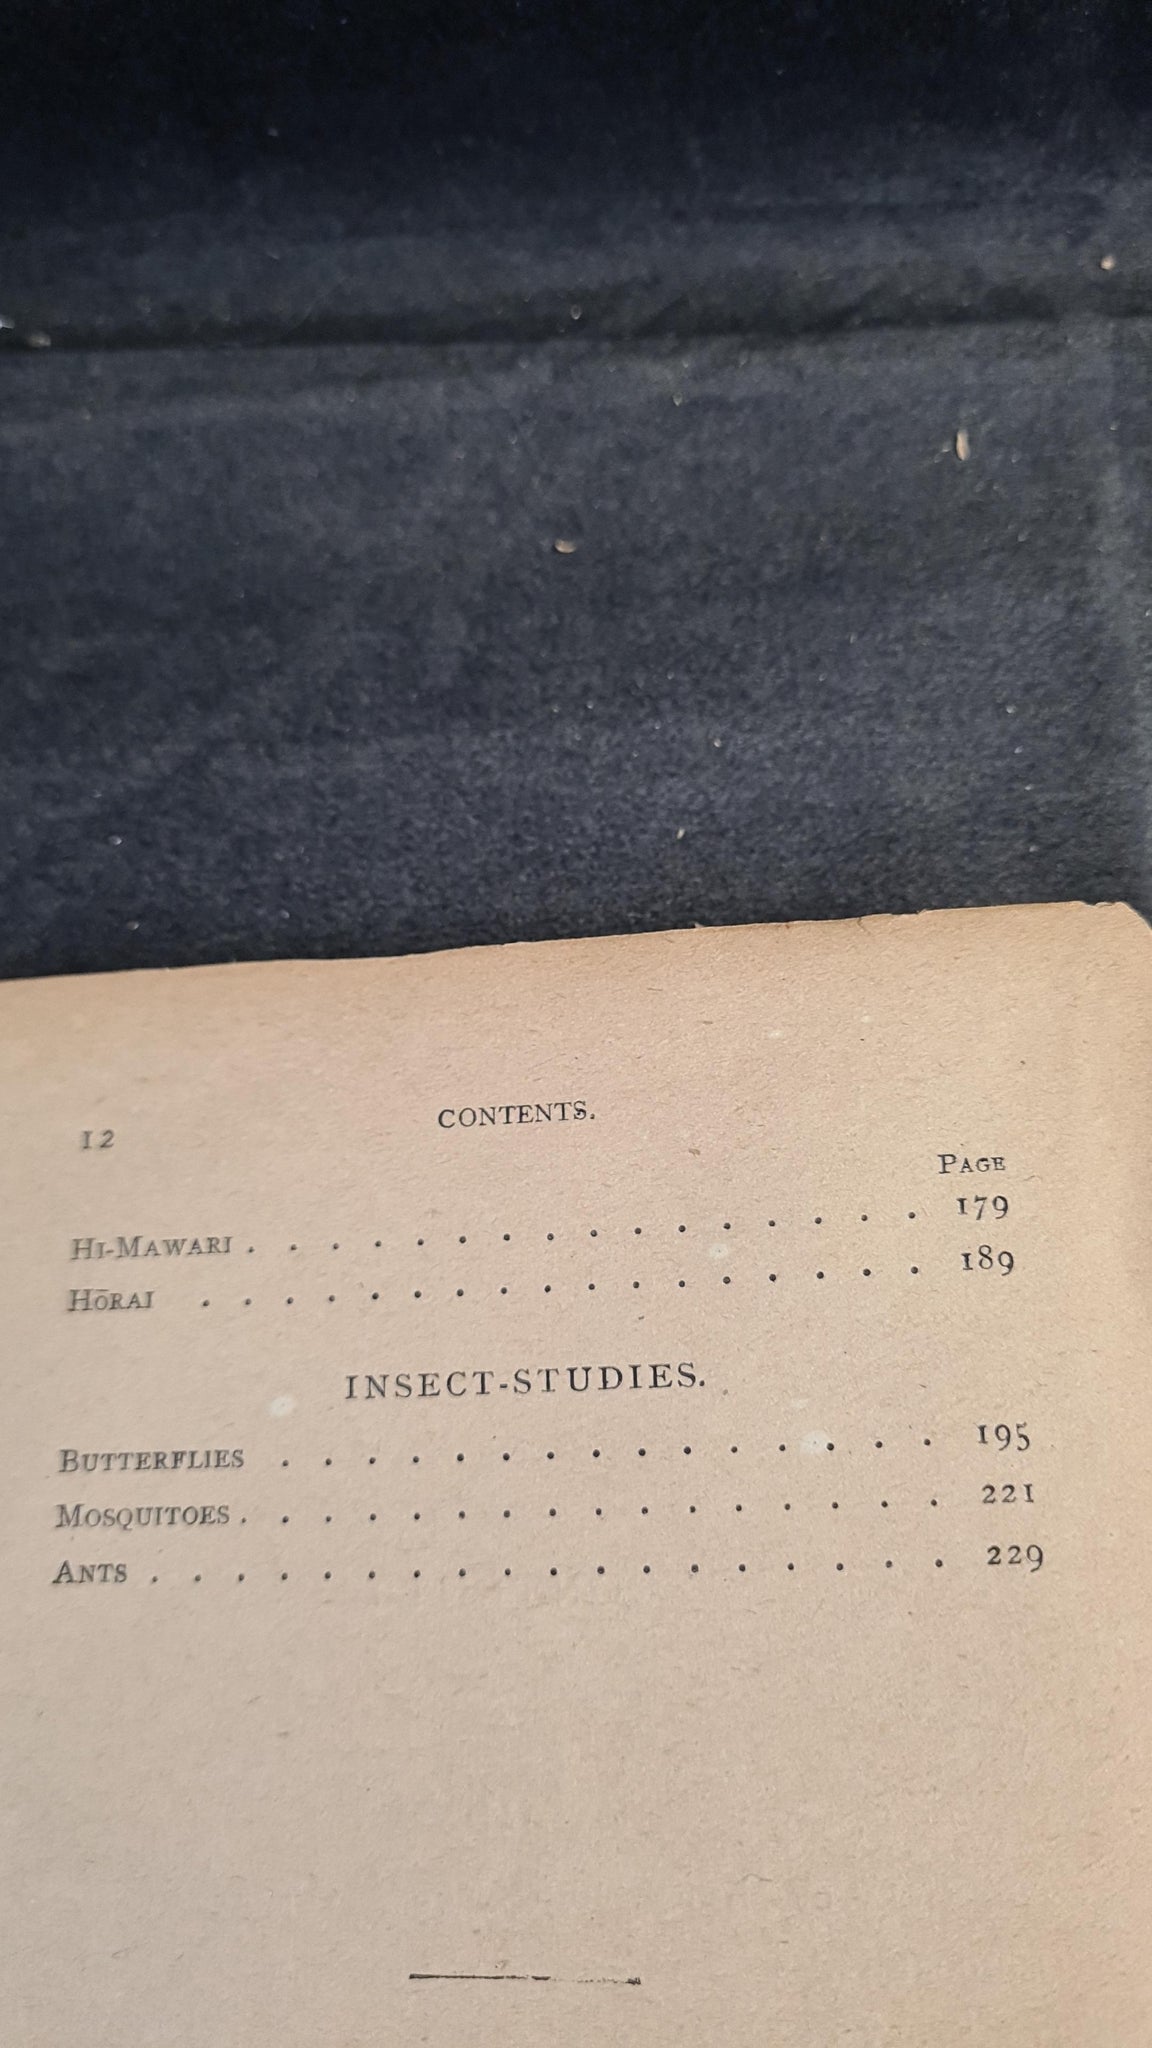 12 CONTENTS.
PAGE
HI-MAWARI . . . . . . . . . . . . . . . . 179
HŌRAI . . . . . . . . . . . . . . . . . 189
INSECT-STUDIES.
BUTTERFLIES . . . . . . . . . . . . . . . 195
MOSQUITOES . . . . . . . . . . . . . . . . 221
ANTS . . . . . . . . . . . . . . . . . . 229